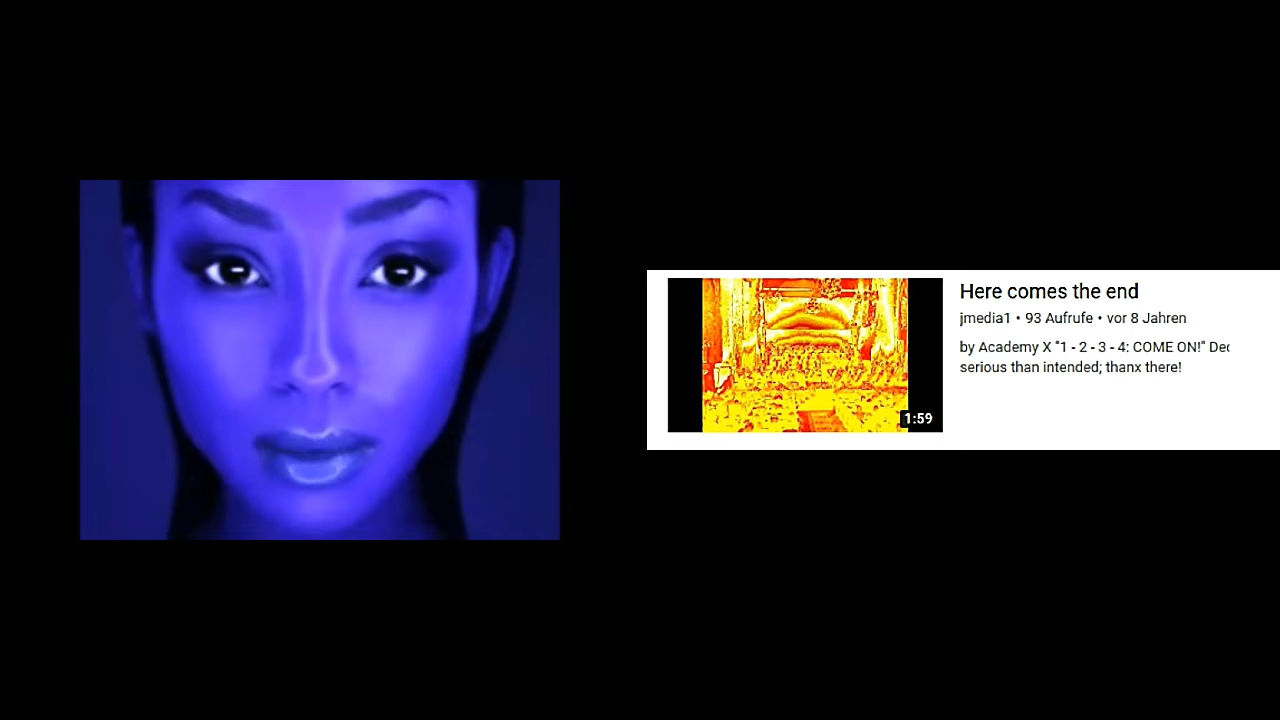 Here comes the end
jmedia1 • 93 Aufrufe • vor 8 Jahren
by Academy X "1 - 2 - 3 - 4: COME ON!"
serious than intended; thanx there!
1:59